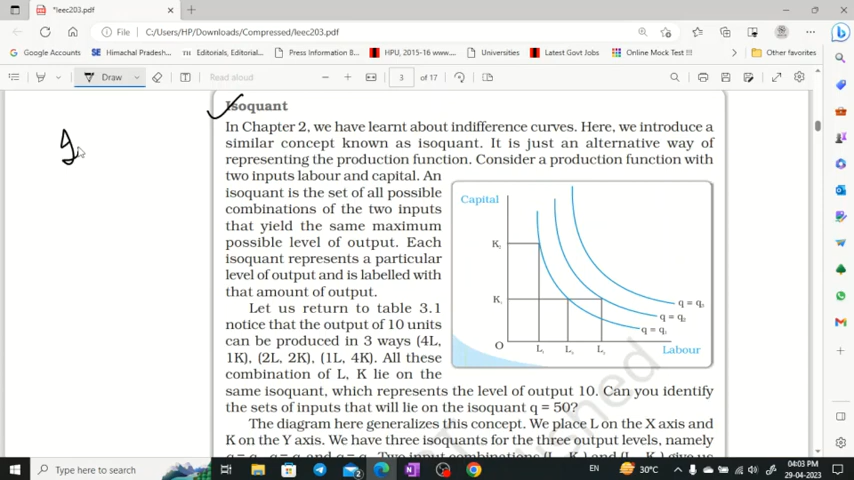 *leec203.pdf
File
C:/Users/HP/Downloads/Compressed/leec203.pdf
Google Accounts
Himachal Pradesh...
Editorials, Editorial...
Press Information B...
HPU, 2015-16 www....
Universities
Latest Govt Jobs
Online Mock Test !!!
Other favorites
Draw
Read aloud
3
of 17
Isoquant
In Chapter 2, we have learnt about indifference curves. Here, we introduce a
similar concept known as isoquant. It is just an alternative way of
representing the production function. Consider a production function with
two inputs labour and capital. An
isoquant is the set of all possible
combinations of the two inputs
that yield the same maximum
possible level of output. Each
isoquant represents a particular
level of output and is labelled with
that amount of output.
Capital
K₂
K₁
O
L₁
L₂
L₃
Labour
q = q₃
q = q₂
q = q₁
Let us return to table 3.1
notice that the output of 10 units
can be produced in 3 ways (4L,
1K), (2L, 2K), (1L, 4K). All these
combination of L, K lie on the
same isoquant, which represents the level of output 10. Can you identify
the sets of inputs that will lie on the isoquant q = 50?
The diagram here generalizes this concept. We place L on the X axis and
K on the Y axis. We have three isoquants for the three output levels, namely
Type here to search
30°C
EN
04:03 PM
29-04-2023